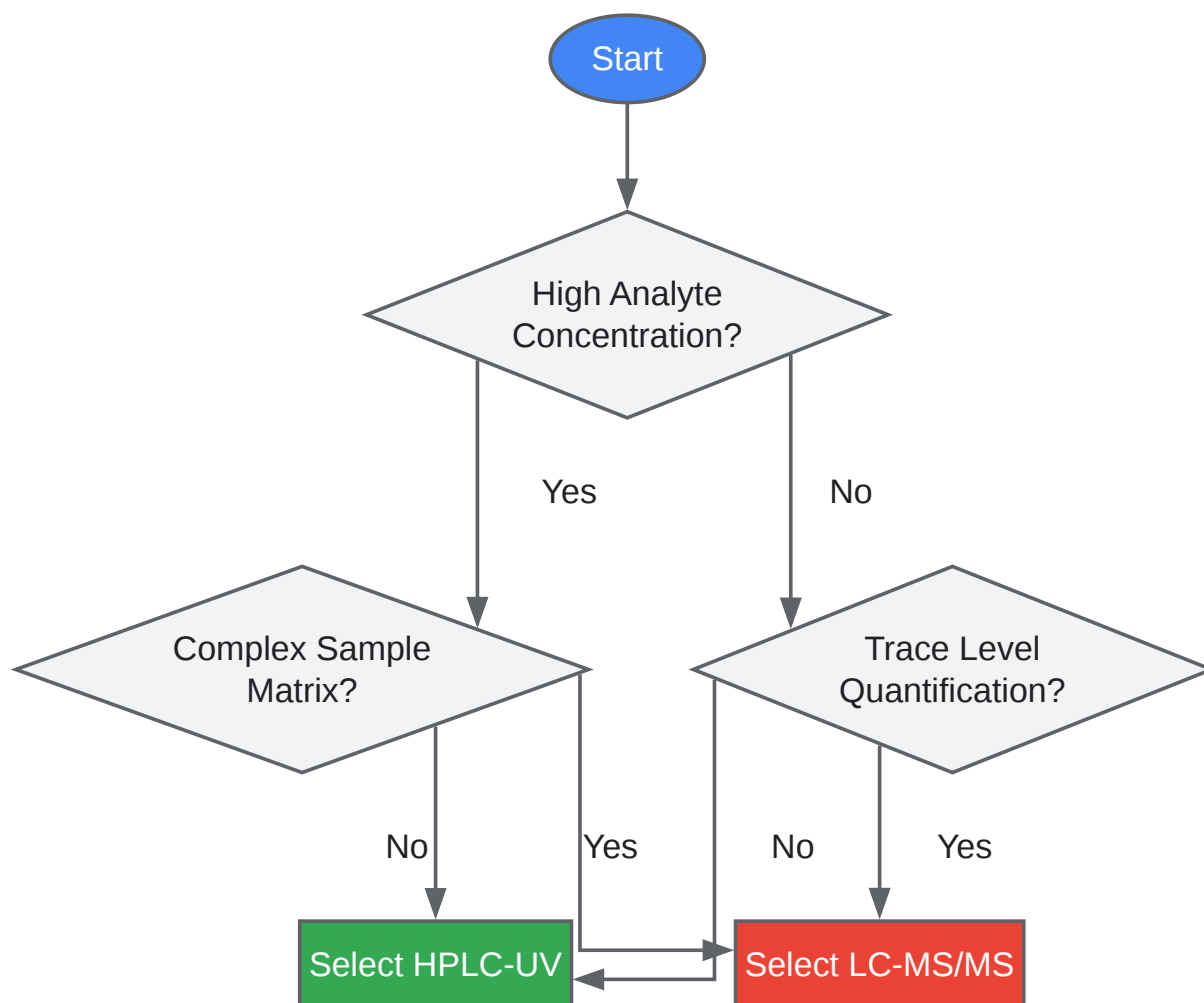 Start
High Analyte
Concentration?
Yes
No
Complex Sample
Matrix?
Trace Level
Quantification?
No
Yes
No
Yes
Select HPLC-UV
Select LC-MS/MS